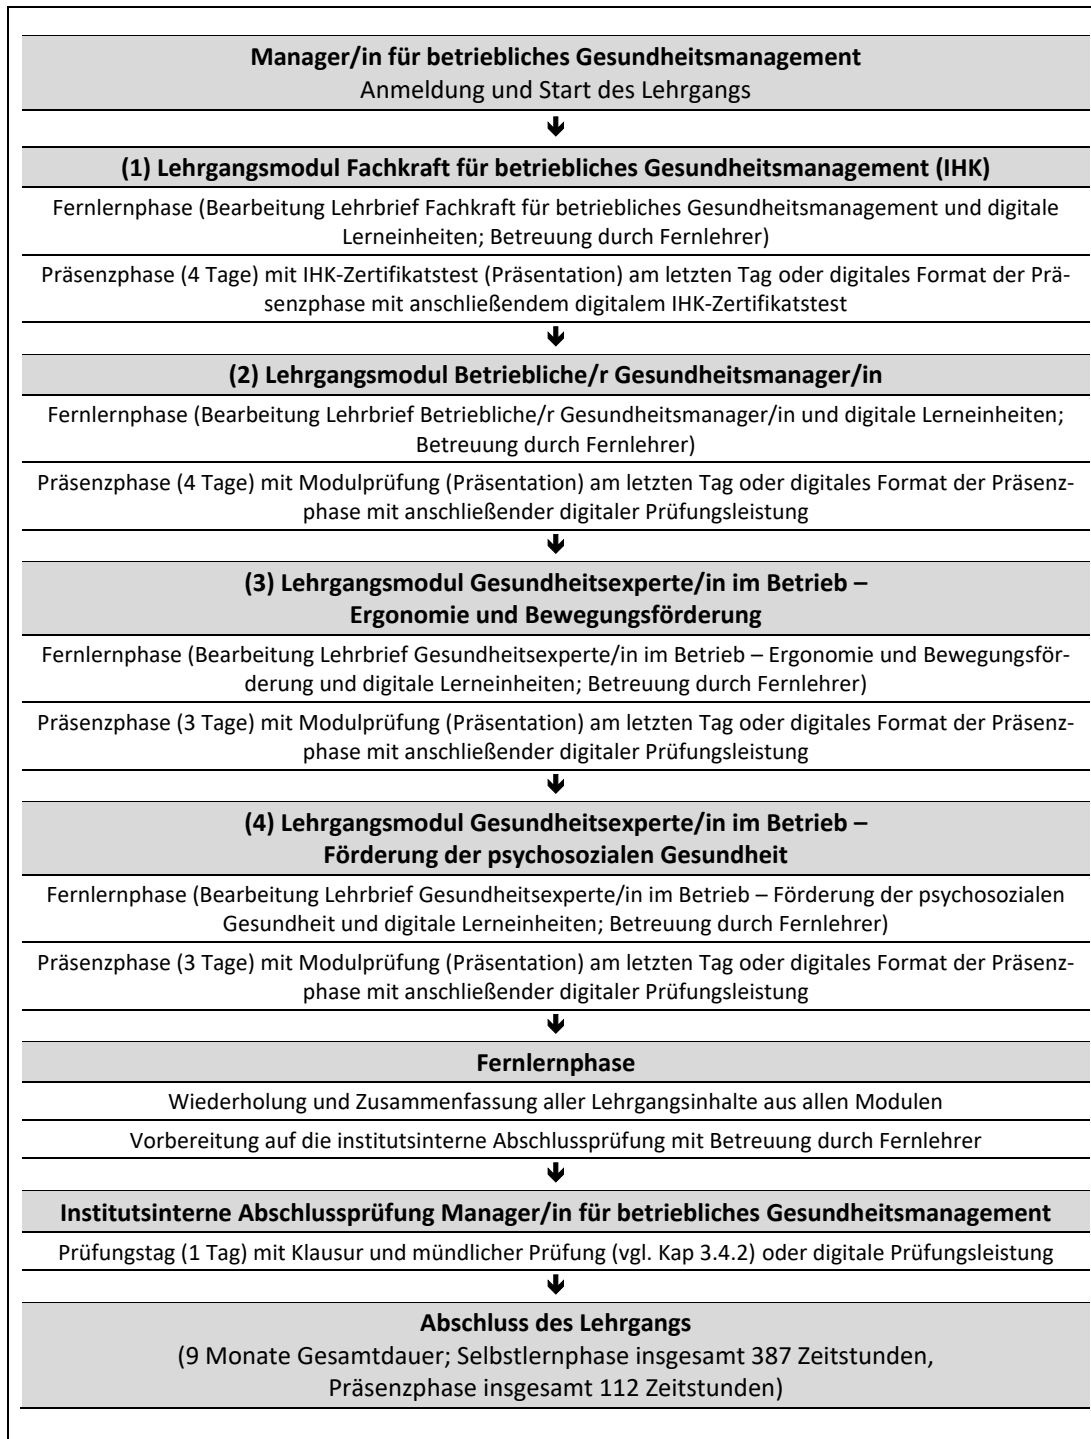 Manager/in für betriebliches Gesundheitsmanagement
Anmeldung und Start des Lehrgangs
🡻
(1) Lehrgangsmodul Fachkraft für betriebliches Gesundheitsmanagement (IHK)
Fernlernphase (Bearbeitung Lehrbrief Fachkraft für betriebliches Gesundheitsmanagement und digitale
Lerneinheiten; Betreuung durch Fernlehrer)
Präsenzphase (4 Tage) mit IHK-Zertifikatstest (Präsentation) am letzten Tag oder digitales Format der Prä-
senzphase mit anschließendem digitalem IHK-Zertifikatstest
🡻
(2) Lehrgangsmodul Betriebliche/r Gesundheitsmanager/in
Fernlernphase (Bearbeitung Lehrbrief Betriebliche/r Gesundheitsmanager/in und digitale Lerneinheiten;
Betreuung durch Fernlehrer)
Präsenzphase (4 Tage) mit Modulprüfung (Präsentation) am letzten Tag oder digitales Format der Präsenz-
phase mit anschließender digitaler Prüfungsleistung
🡻
(3) Lehrgangsmodul Gesundheitsexperte/in im Betrieb –
Ergonomie und Bewegungsförderung
Fernlernphase (Bearbeitung Lehrbrief Gesundheitsexperte/in im Betrieb – Ergonomie und Bewegungsför-
derung und digitale Lerneinheiten; Betreuung durch Fernlehrer)
Präsenzphase (3 Tage) mit Modulprüfung (Präsentation) am letzten Tag oder digitales Format der Präsenz-
phase mit anschließender digitaler Prüfungsleistung
🡻
(4) Lehrgangsmodul Gesundheitsexperte/in im Betrieb –
Förderung der psychosozialen Gesundheit
Fernlernphase (Bearbeitung Lehrbrief Gesundheitsexperte/in im Betrieb – Förderung der psychosozialen
Gesundheit und digitale Lerneinheiten; Betreuung durch Fernlehrer)
Präsenzphase (3 Tage) mit Modulprüfung (Präsentation) am letzten Tag oder digitales Format der Präsenz-
phase mit anschließender digitaler Prüfungsleistung
🡻
Fernlernphase
Wiederholung und Zusammenfassung aller Lehrgangsinhalte aus allen Modulen
Vorbereitung auf die institutsinterne Abschlussprüfung mit Betreuung durch Fernlehrer
🡻
Institutsinterne Abschlussprüfung Manager/in für betriebliches Gesundheitsmanagement
Prüfungstag (1 Tag) mit Klausur und mündlicher Prüfung (vgl. Kap 3.4.2) oder digitale Prüfungsleistung
🡻
Abschluss des Lehrgangs
(9 Monate Gesamtdauer; Selbstlernphase insgesamt 387 Zeitstunden,
Präsenzphase insgesamt 112 Zeitstunden)